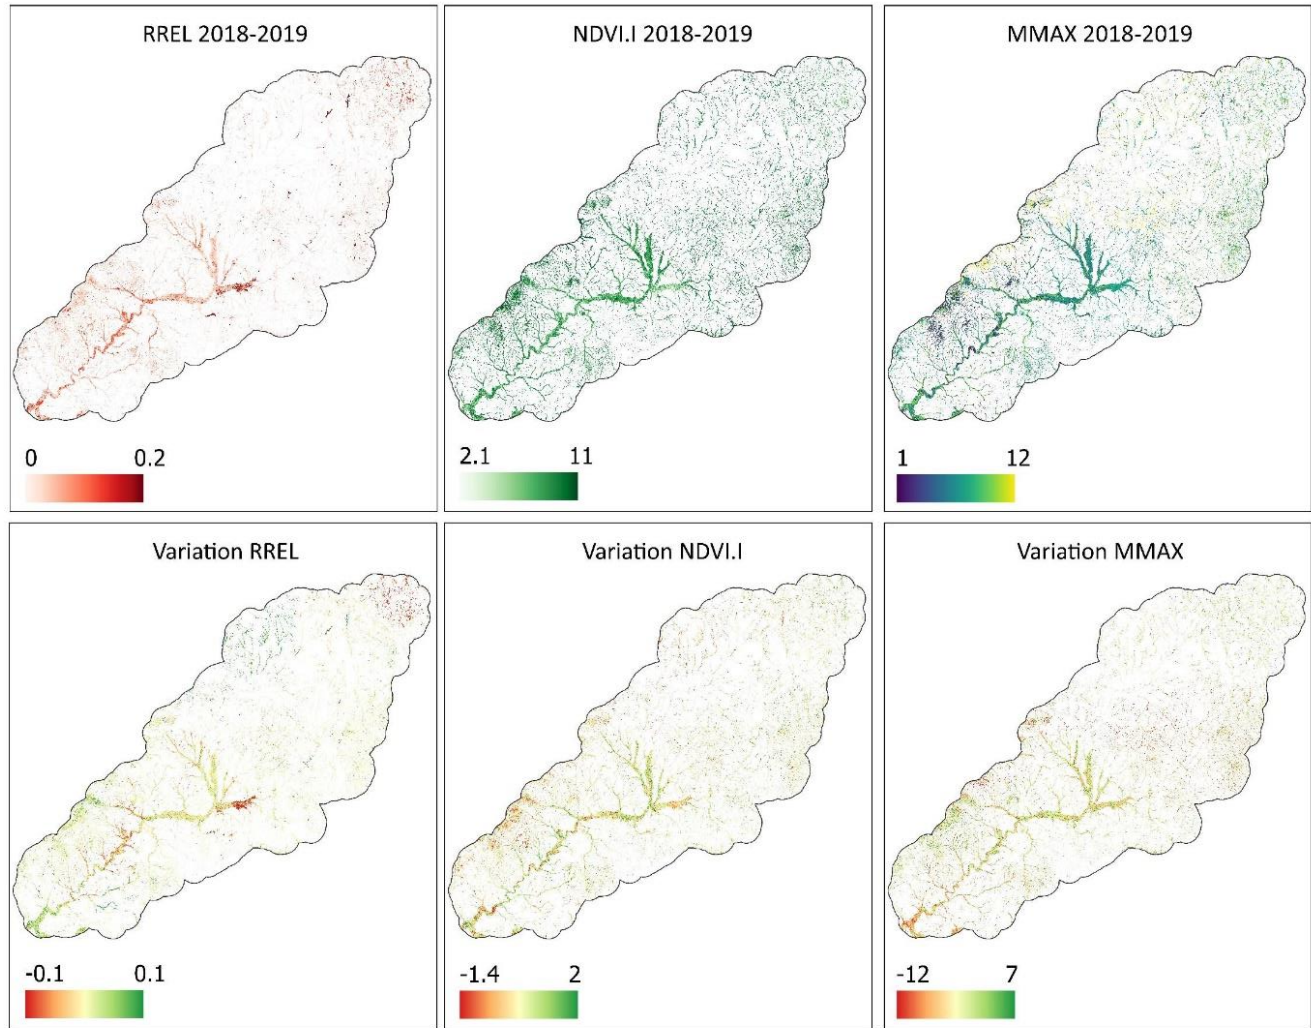 RREL 2018-2019
NDVI.I 2018-2019
MMAX 2018-2019
0 0.2
2.1 11
1 12
Variation RREL
Variation NDVI.I
Variation MMAX
-0.1 0.1
-1.4 2
-12 7